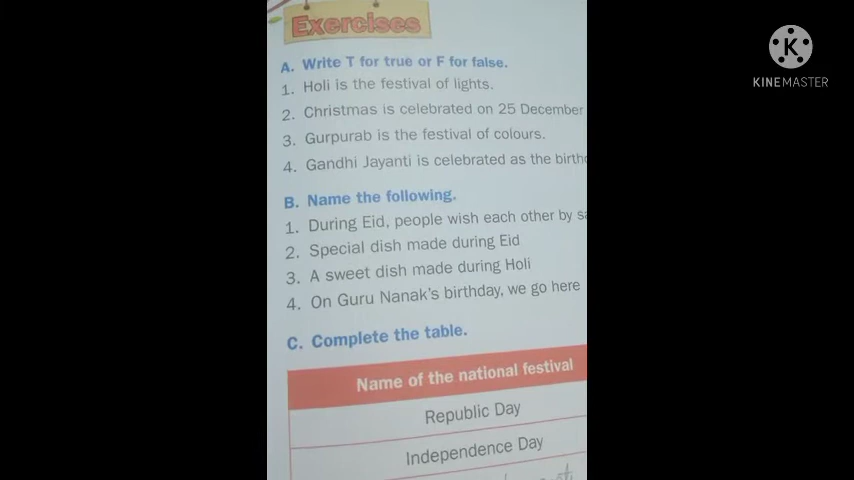 Exercises
A. Write T for true or F for false.
1. Holi is the festival of lights.
2. Christmas is celebrated on 25 December
3. Gurpurab is the festival of colours.
4. Gandhi Jayanti is celebrated as the
B. Name the following.
1. During Eid, people wish each other by
2. Special dish made during Eid
3. A sweet dish made during Holi
4. On Guru Nanak's birthday, we go here
C. Complete the table.
Name of the national festival
Republic Day
Independence Day
K
KINEMASTER